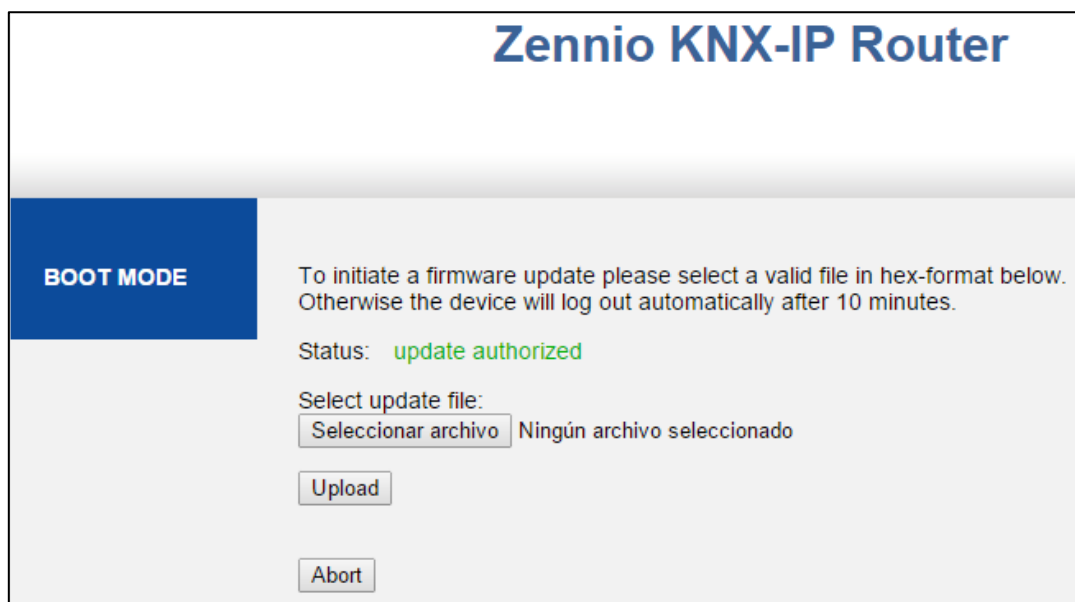 Zennio KNX-IP Router
BOOT MODE
To initiate a firmware update please select a valid file in hex-format below.
Otherwise the device will log out automatically after 10 minutes.
Status: update authorized
Select update file:
Seleccionar archivo Ningún archivo seleccionado
Upload
Abort